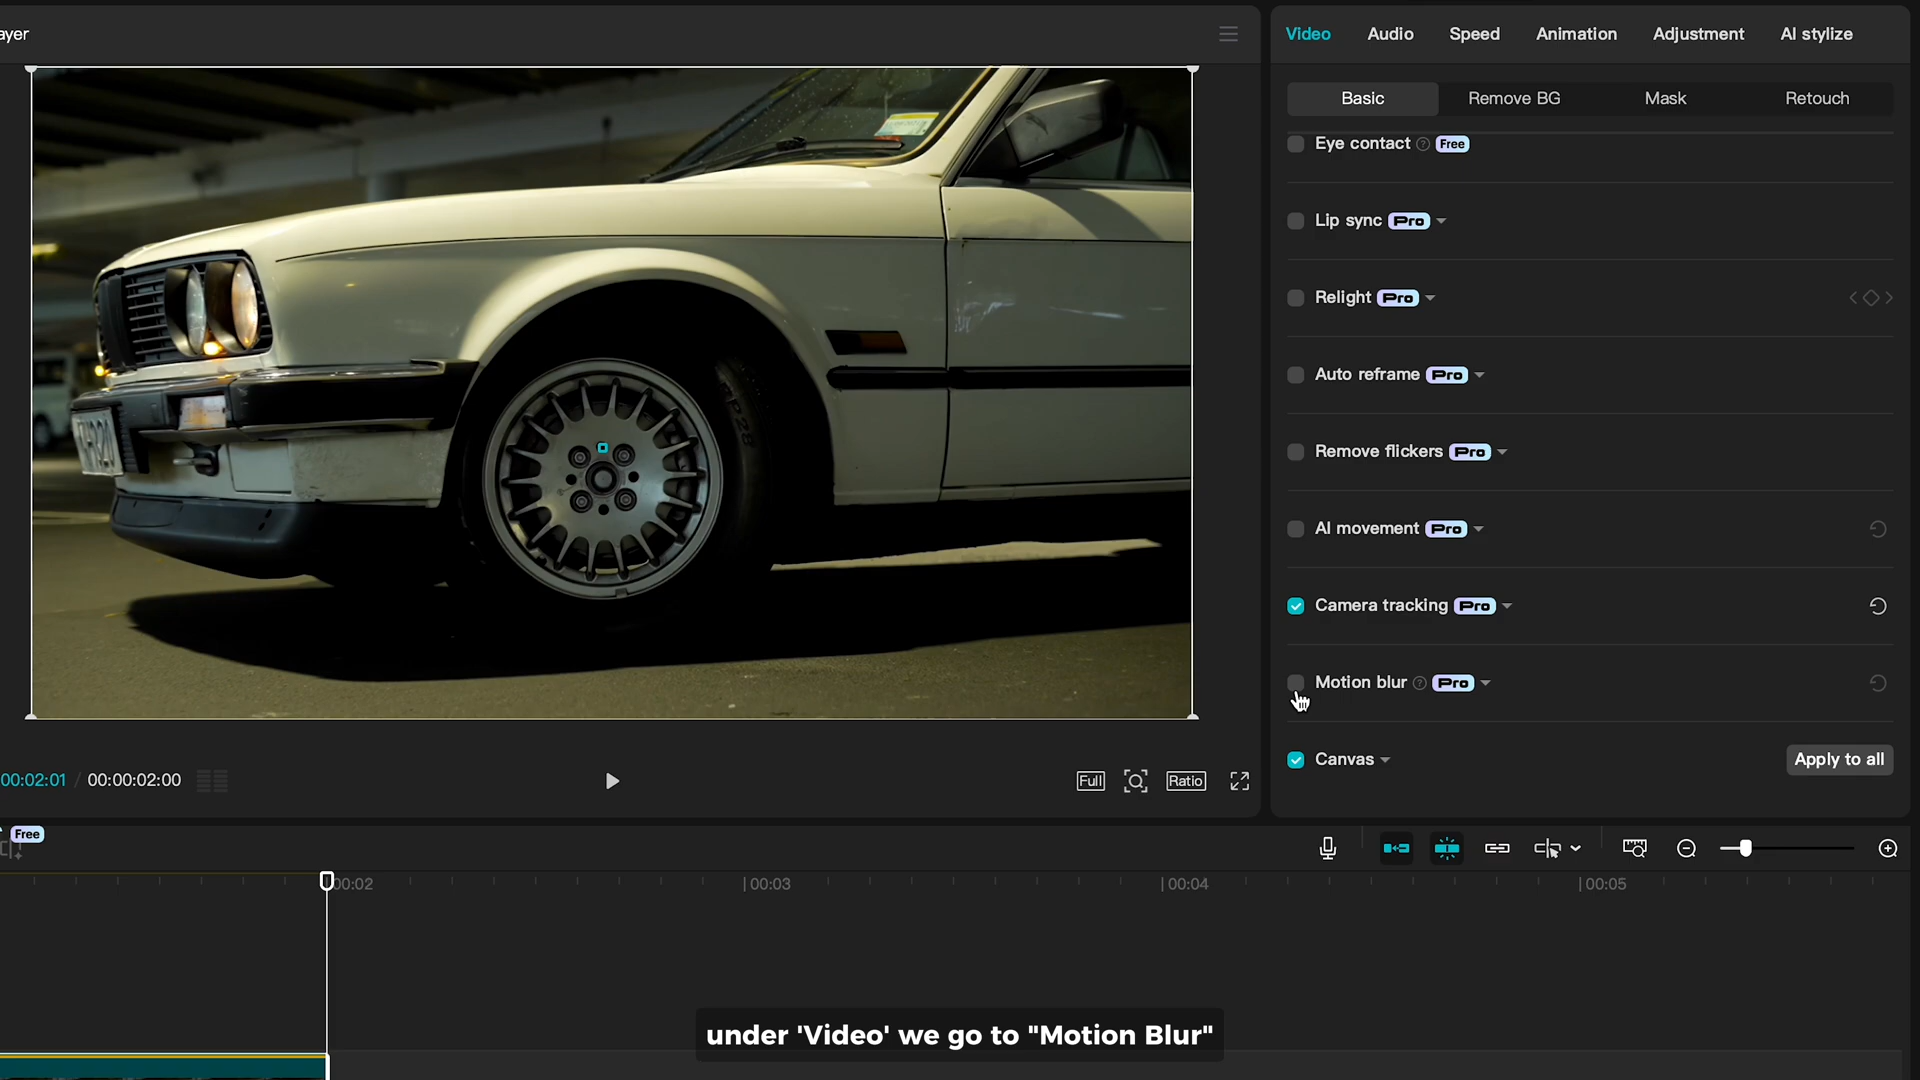 ayer
Video Audio Speed Animation Adjustment AI stylize
Basic Remove BG Mask Retouch
Eye contact ? Free
Lip sync Pro
Relight Pro
Auto reframe Pro
Remove flickers Pro
AI movement Pro
Camera tracking Pro
Motion blur ? Pro
Canvas Apply to all
00:02:01 / 00:00:02:00 Full Ratio
Free
00:02 00:03 00:04 00:05
under 'Video' we go to "Motion Blur"